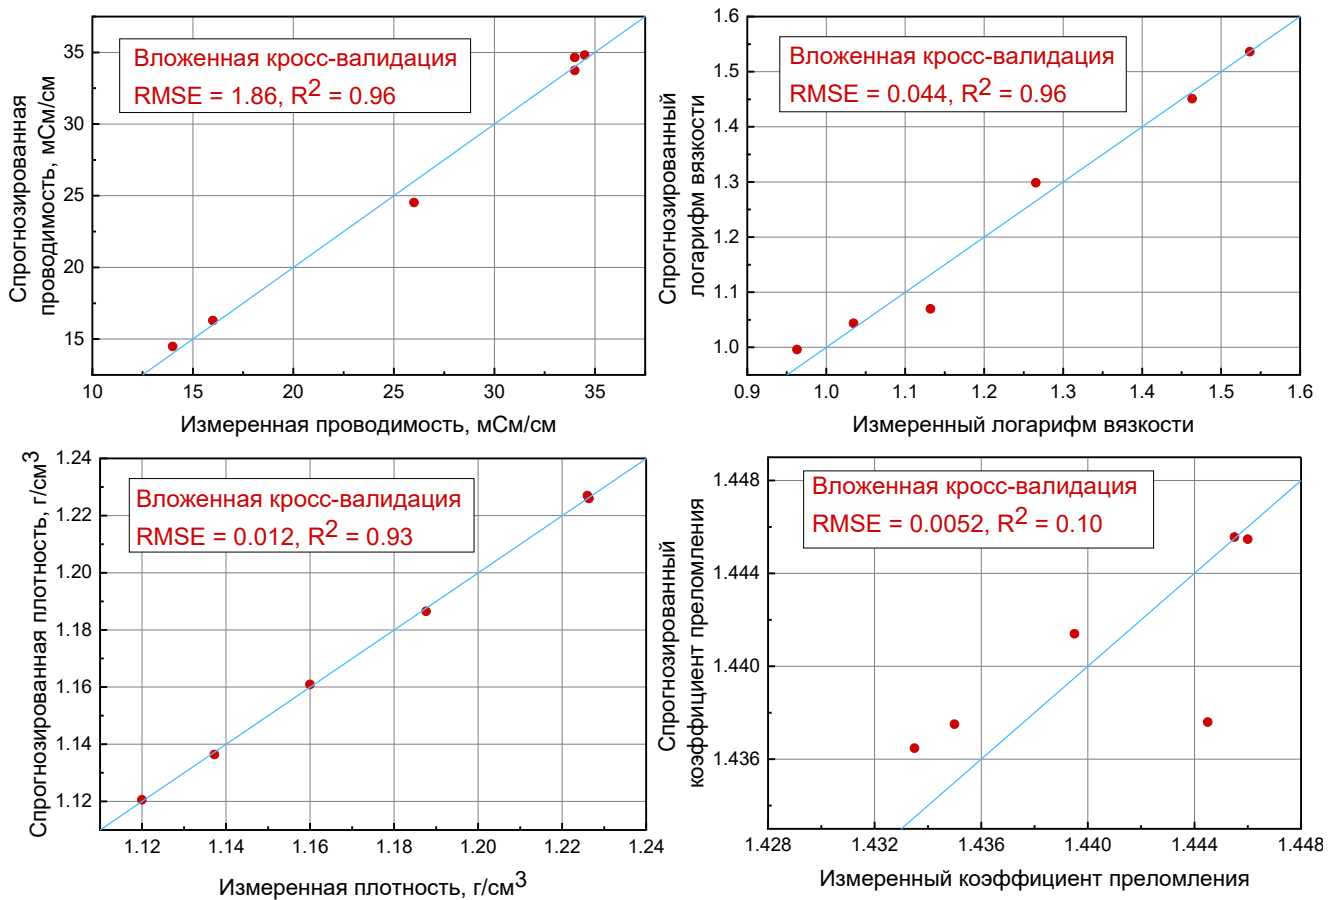 Вложенная кросс-валидация
RMSE = 1.86, R2 = 0.96
Спрогнозированная
проводимость, мСм/см
35
30
25
20
15
10
15
20
25
30
35
Измеренная проводимость, мСм/см
Вложенная кросс-валидация
RMSE = 0.044, R2 = 0.96
Спрогнозированный
логарифм вязкости
1.6
1.5
1.4
1.3
1.2
1.1
1.0
0.9
1.0
1.1
1.2
1.3
1.4
1.5
1.6
Измеренный логарифм вязкости
Вложенная кросс-валидация
RMSE = 0.012, R2 = 0.93
Спрогнозированная плотность, г/см3
1.24
1.22
1.20
1.18
1.16
1.14
1.12
1.12
1.14
1.16
1.18
1.20
1.22
1.24
Измеренная плотность, г/см3
Вложенная кросс-валидация
RMSE = 0.0052, R2 = 0.10
Спрогнозированный
коэффициент преломления
1.448
1.444
1.440
1.436
1.428
1.432
1.436
1.440
1.444
1.448
Измеренный коэффициент преломления